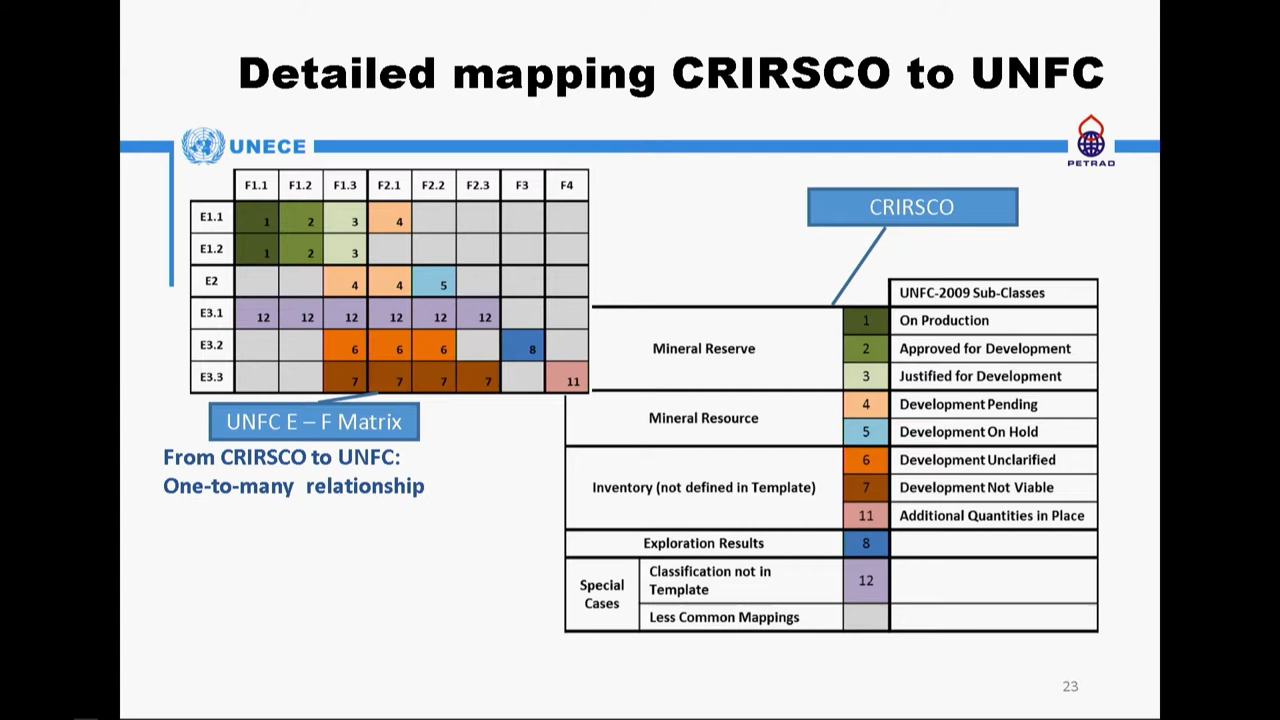 Detailed mapping CRIRSCO to UNFC
UNECE
PETRAD
F1.1 F1.2 F1.3 F2.1 F2.2 F2.3 F3 F4
E1.1 1 2 3 4
E1.2 1 2 3
E2 4 4 5
E3.1 12 12 12 12 12 12
E3.2 6 6 6 8
E3.3 7 7 7 7 11
UNFC E – F Matrix
From CRIRSCO to UNFC:
One-to-many relationship
CRIRSCO
UNFC-2009 Sub-Classes
Mineral Reserve
1 On Production
2 Approved for Development
3 Justified for Development
Mineral Resource
4 Development Pending
5 Development On Hold
Inventory (not defined in Template)
6 Development Unclarified
7 Development Not Viable
11 Additional Quantities in Place
Exploration Results 8
Special
Cases
Classification not in
Template
12
Less Common Mappings
23